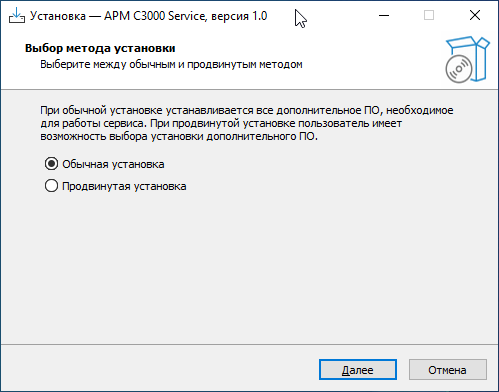 Установка — АРМ С3000 Service, версия 1.0
Выбор метода установки
Выберите между обычным и продвинутым методом
При обычной установке устанавливается все дополнительное ПО, необходимое
для работы сервиса. При продвинутой установке пользователь имеет
возможность выбора установки дополнительного ПО.
Обычная установка
Продвинутая установка
Далее
Отмена